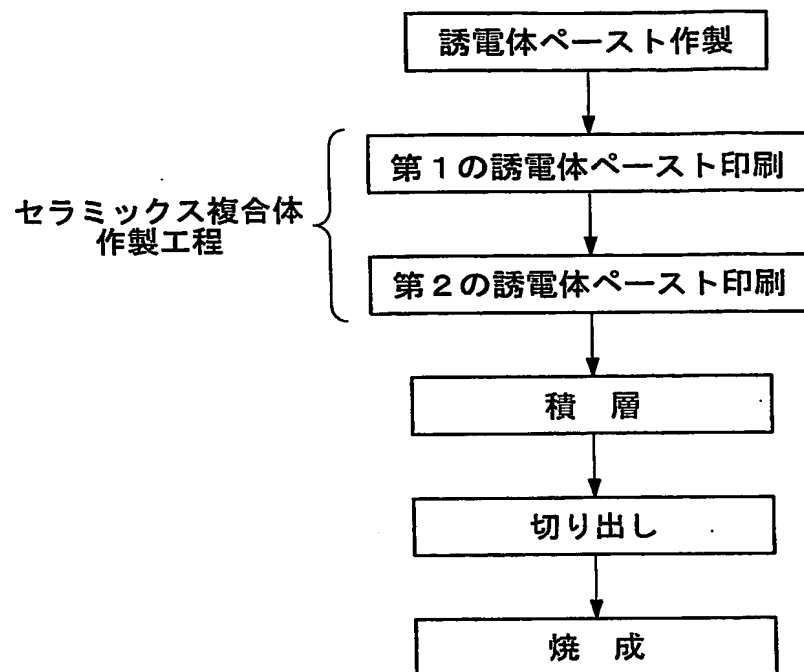 誘電体ペースト作製
第1の誘電体ペースト印刷
セラミックス複合体
作製工程
第2の誘電体ペースト印刷
積 層
切り出し
焼 成